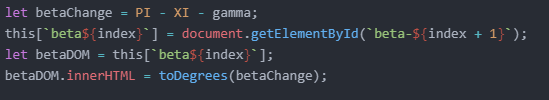 let betaChange = PI - XI - gamma;
this[`beta${index}`] = document.getElementById(`beta-${index + 1}`);
let betaDOM = this[`beta${index}`];
betaDOM.innerHTML = toDegrees(betaChange);